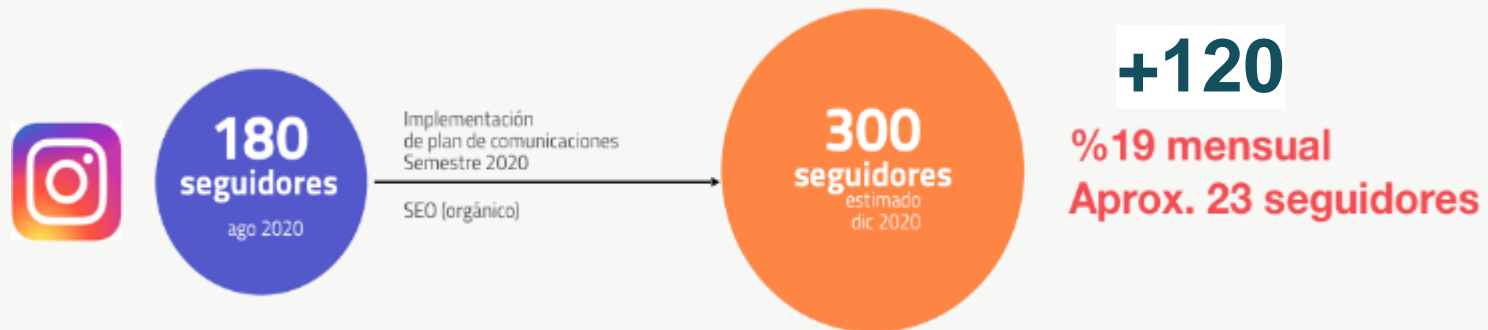 180
seguidores
ago 2020
Implementación
de plan de comunicaciones
Semestre 2020
SEO (orgánico)
300
seguidores
estimado
dic 2020
+120
%19 mensual
Aprox. 23 seguidores